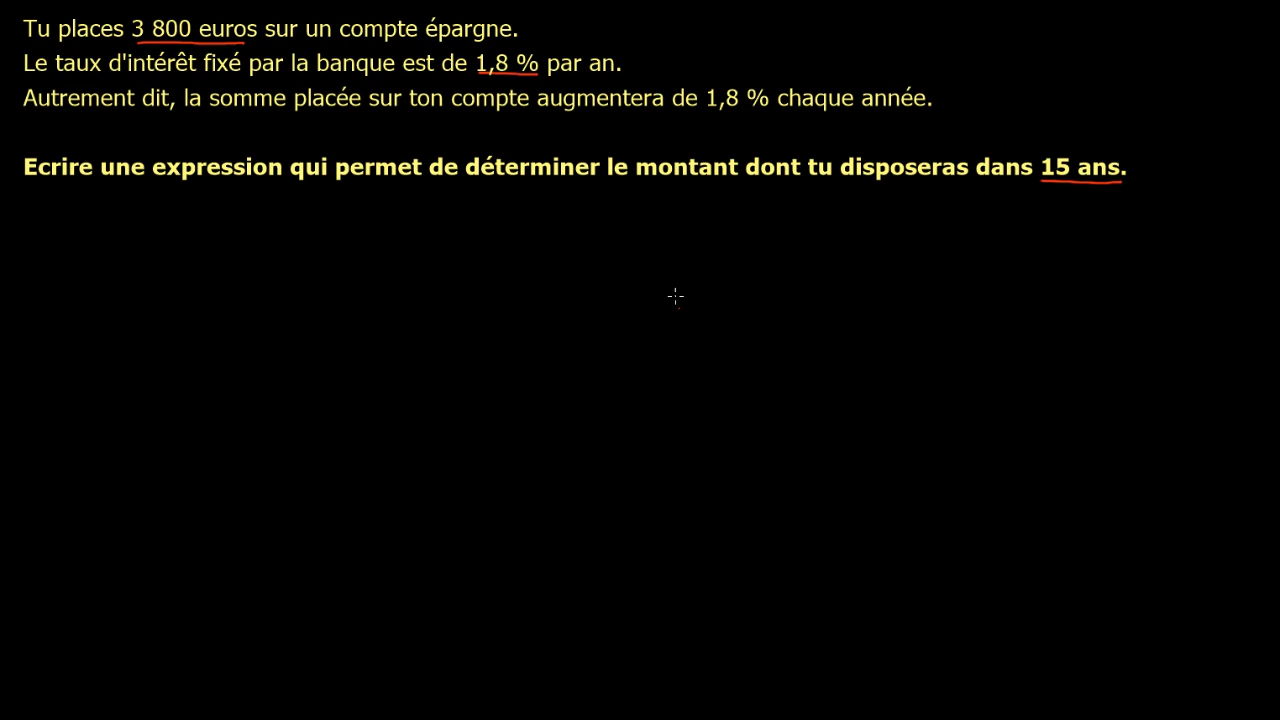 Tu places 3 800 euros sur un compte épargne.
Le taux d'intérêt fixé par la banque est de 1,8 % par an.
Autrement dit, la somme placée sur ton compte augmentera de 1,8 % chaque année.
Ecrire une expression qui permet de déterminer le montant dont tu disposeras dans 15 ans.